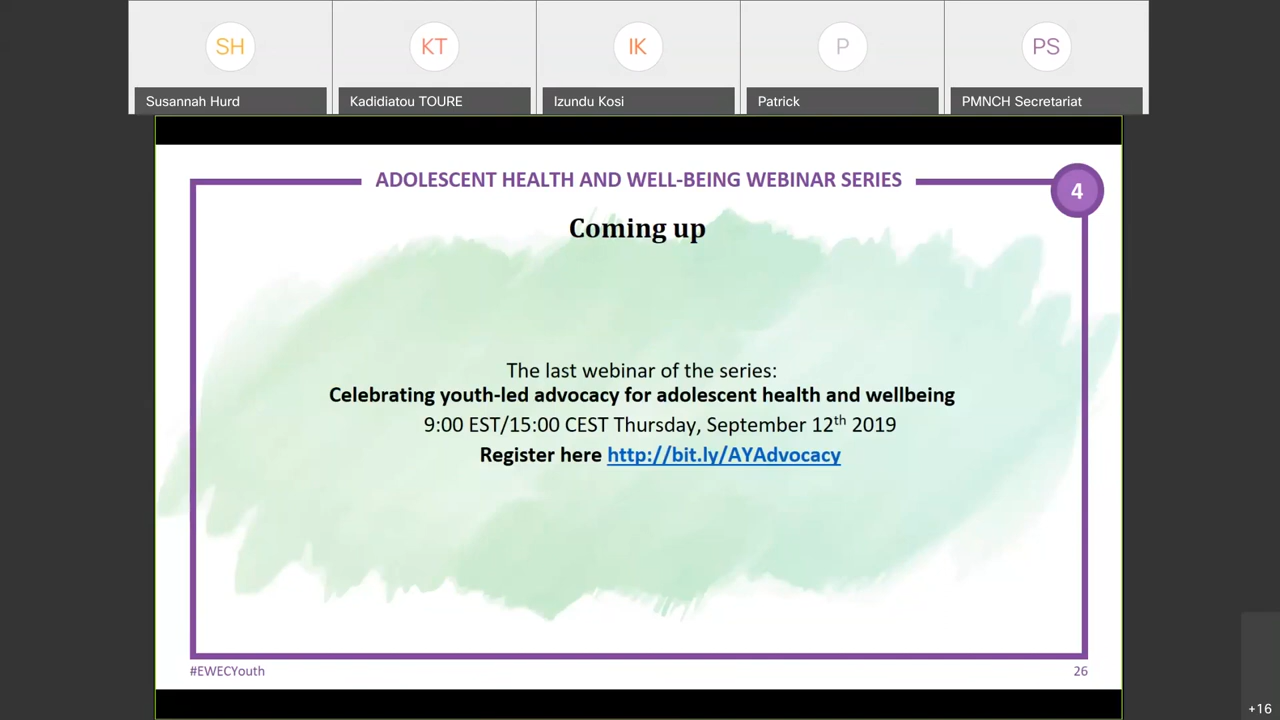 SH
KT
IK
P
PS
Susannah Hurd
Kadidiatou TOURE
Izundu Kosi
Patrick
PMNCH Secretariat
ADOLESCENT HEALTH AND WELL-BEING WEBINAR SERIES
4
Coming up
The last webinar of the series:
Celebrating youth-led advocacy for adolescent health and wellbeing
9:00 EST/15:00 CEST Thursday, September 12th 2019
Register here http://bit.ly/AYAdvocacy
#EWECYouth
26
+16